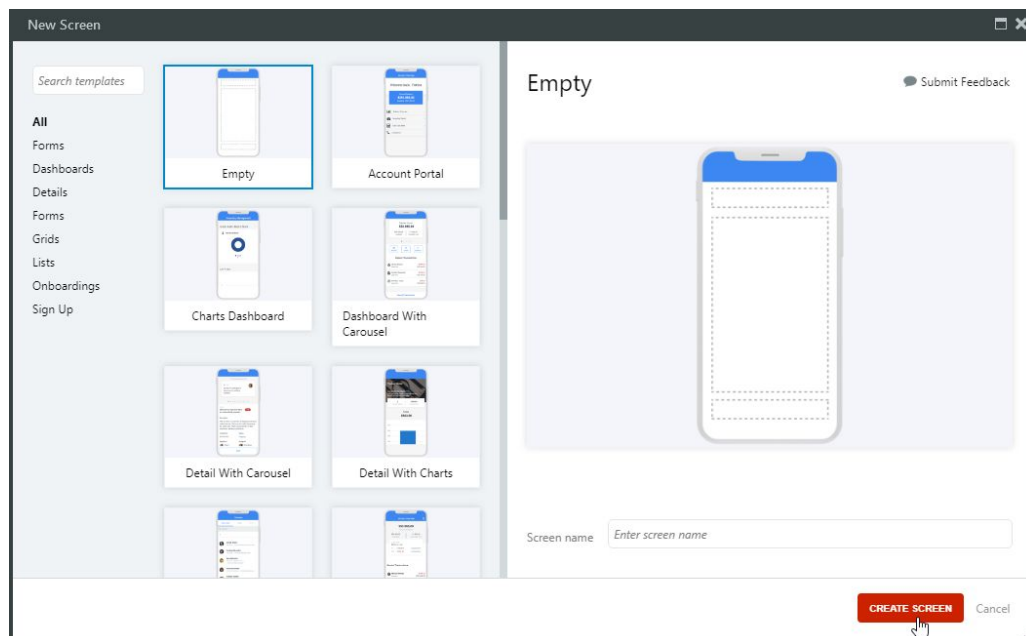 New Screen
Search templates
All
Forms
Dashboards
Details
Forms
Grids
Lists
Onboardings
Sign Up
Empty
Account Portal
Charts Dashboard
Dashboard With
Carousel
Detail With Carousel
Detail With Charts
Empty
Submit Feedback
Screen name
Enter screen name
CREATE SCREEN
Cancel